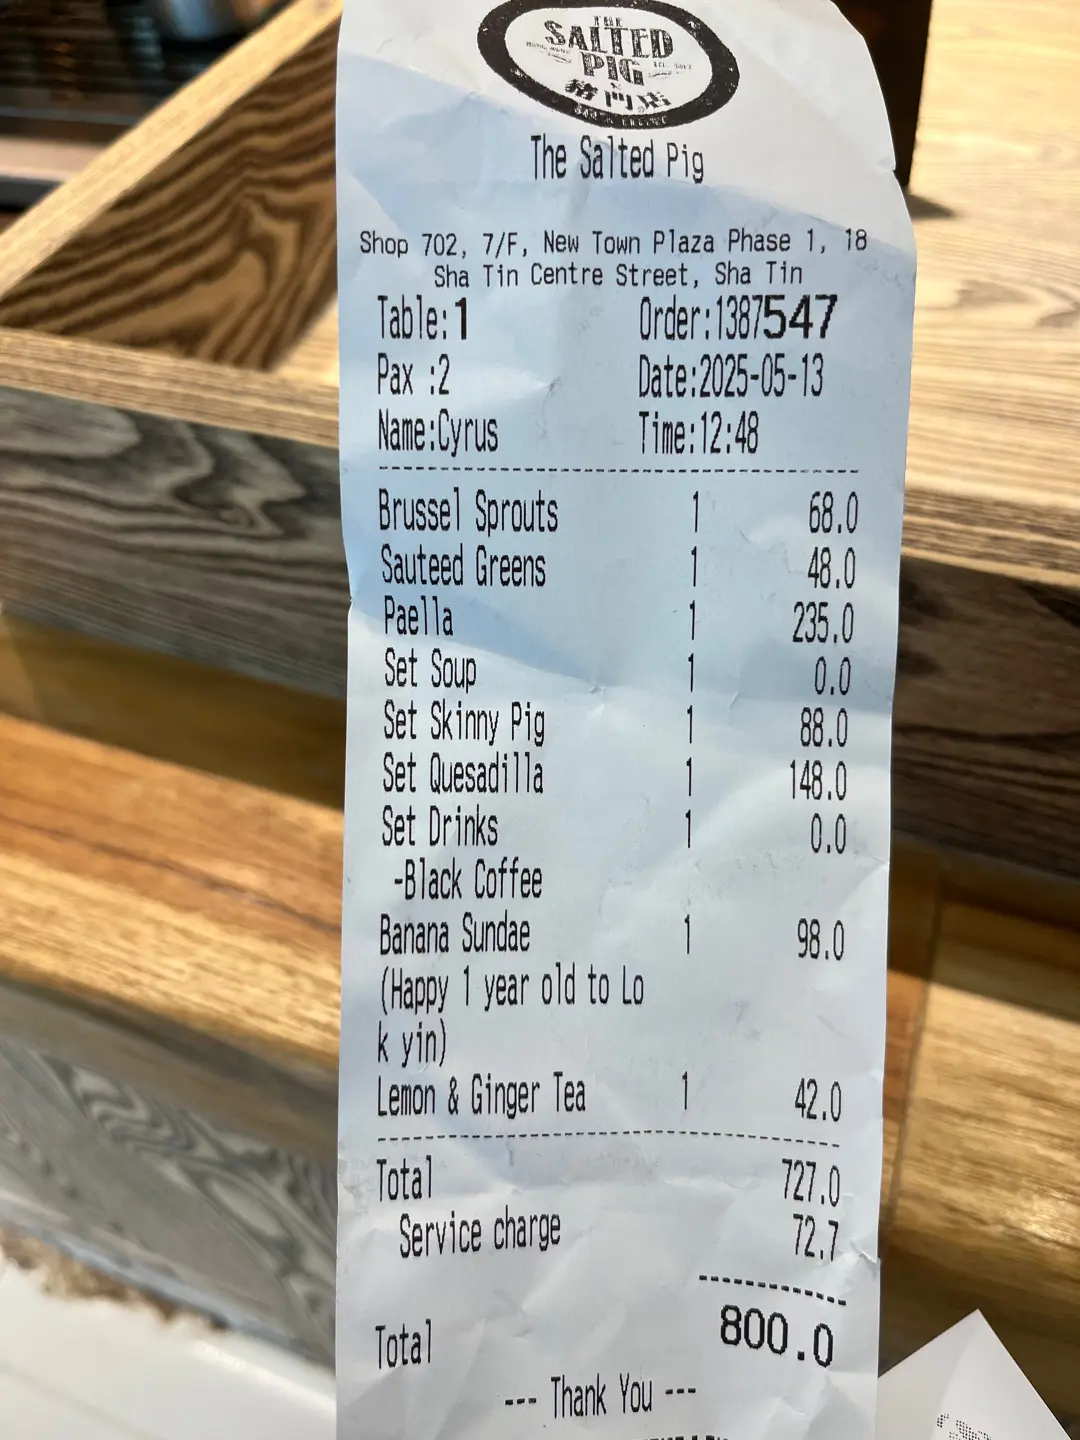 THE
SALTED
PIG
The Salted Pig
Shop 702, 7/F, New Town Plaza Phase 1, 18
Sha Tin Centre Street, Sha Tin
Table:1 Order:1387547
Pax :2 Date:2025-05-13
Name:Cyrus Time:12:48
Brussel Sprouts 1 68.0
Sauteed Greens 1 48.0
Paella 1 235.0
Set Soup 1 0.0
Set Skinny Pig 1 88.0
Set Quesadilla 1 148.0
Set Drinks 1 0.0
-Black Coffee
Banana Sundae 1 98.0
(Happy 1 year old to Lo
k yin)
Lemon & Ginger Tea 1 42.0
Total 727.0
Service charge 72.7
Total 800.0
--- Thank You ---